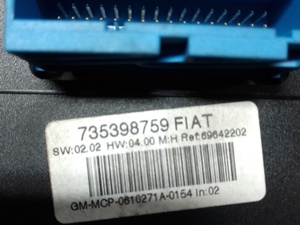 735398759 FIAT
SW:02.02 HW:04.00 M:H Ref:69642202
GM-MCP-0610271A-0154 In:02